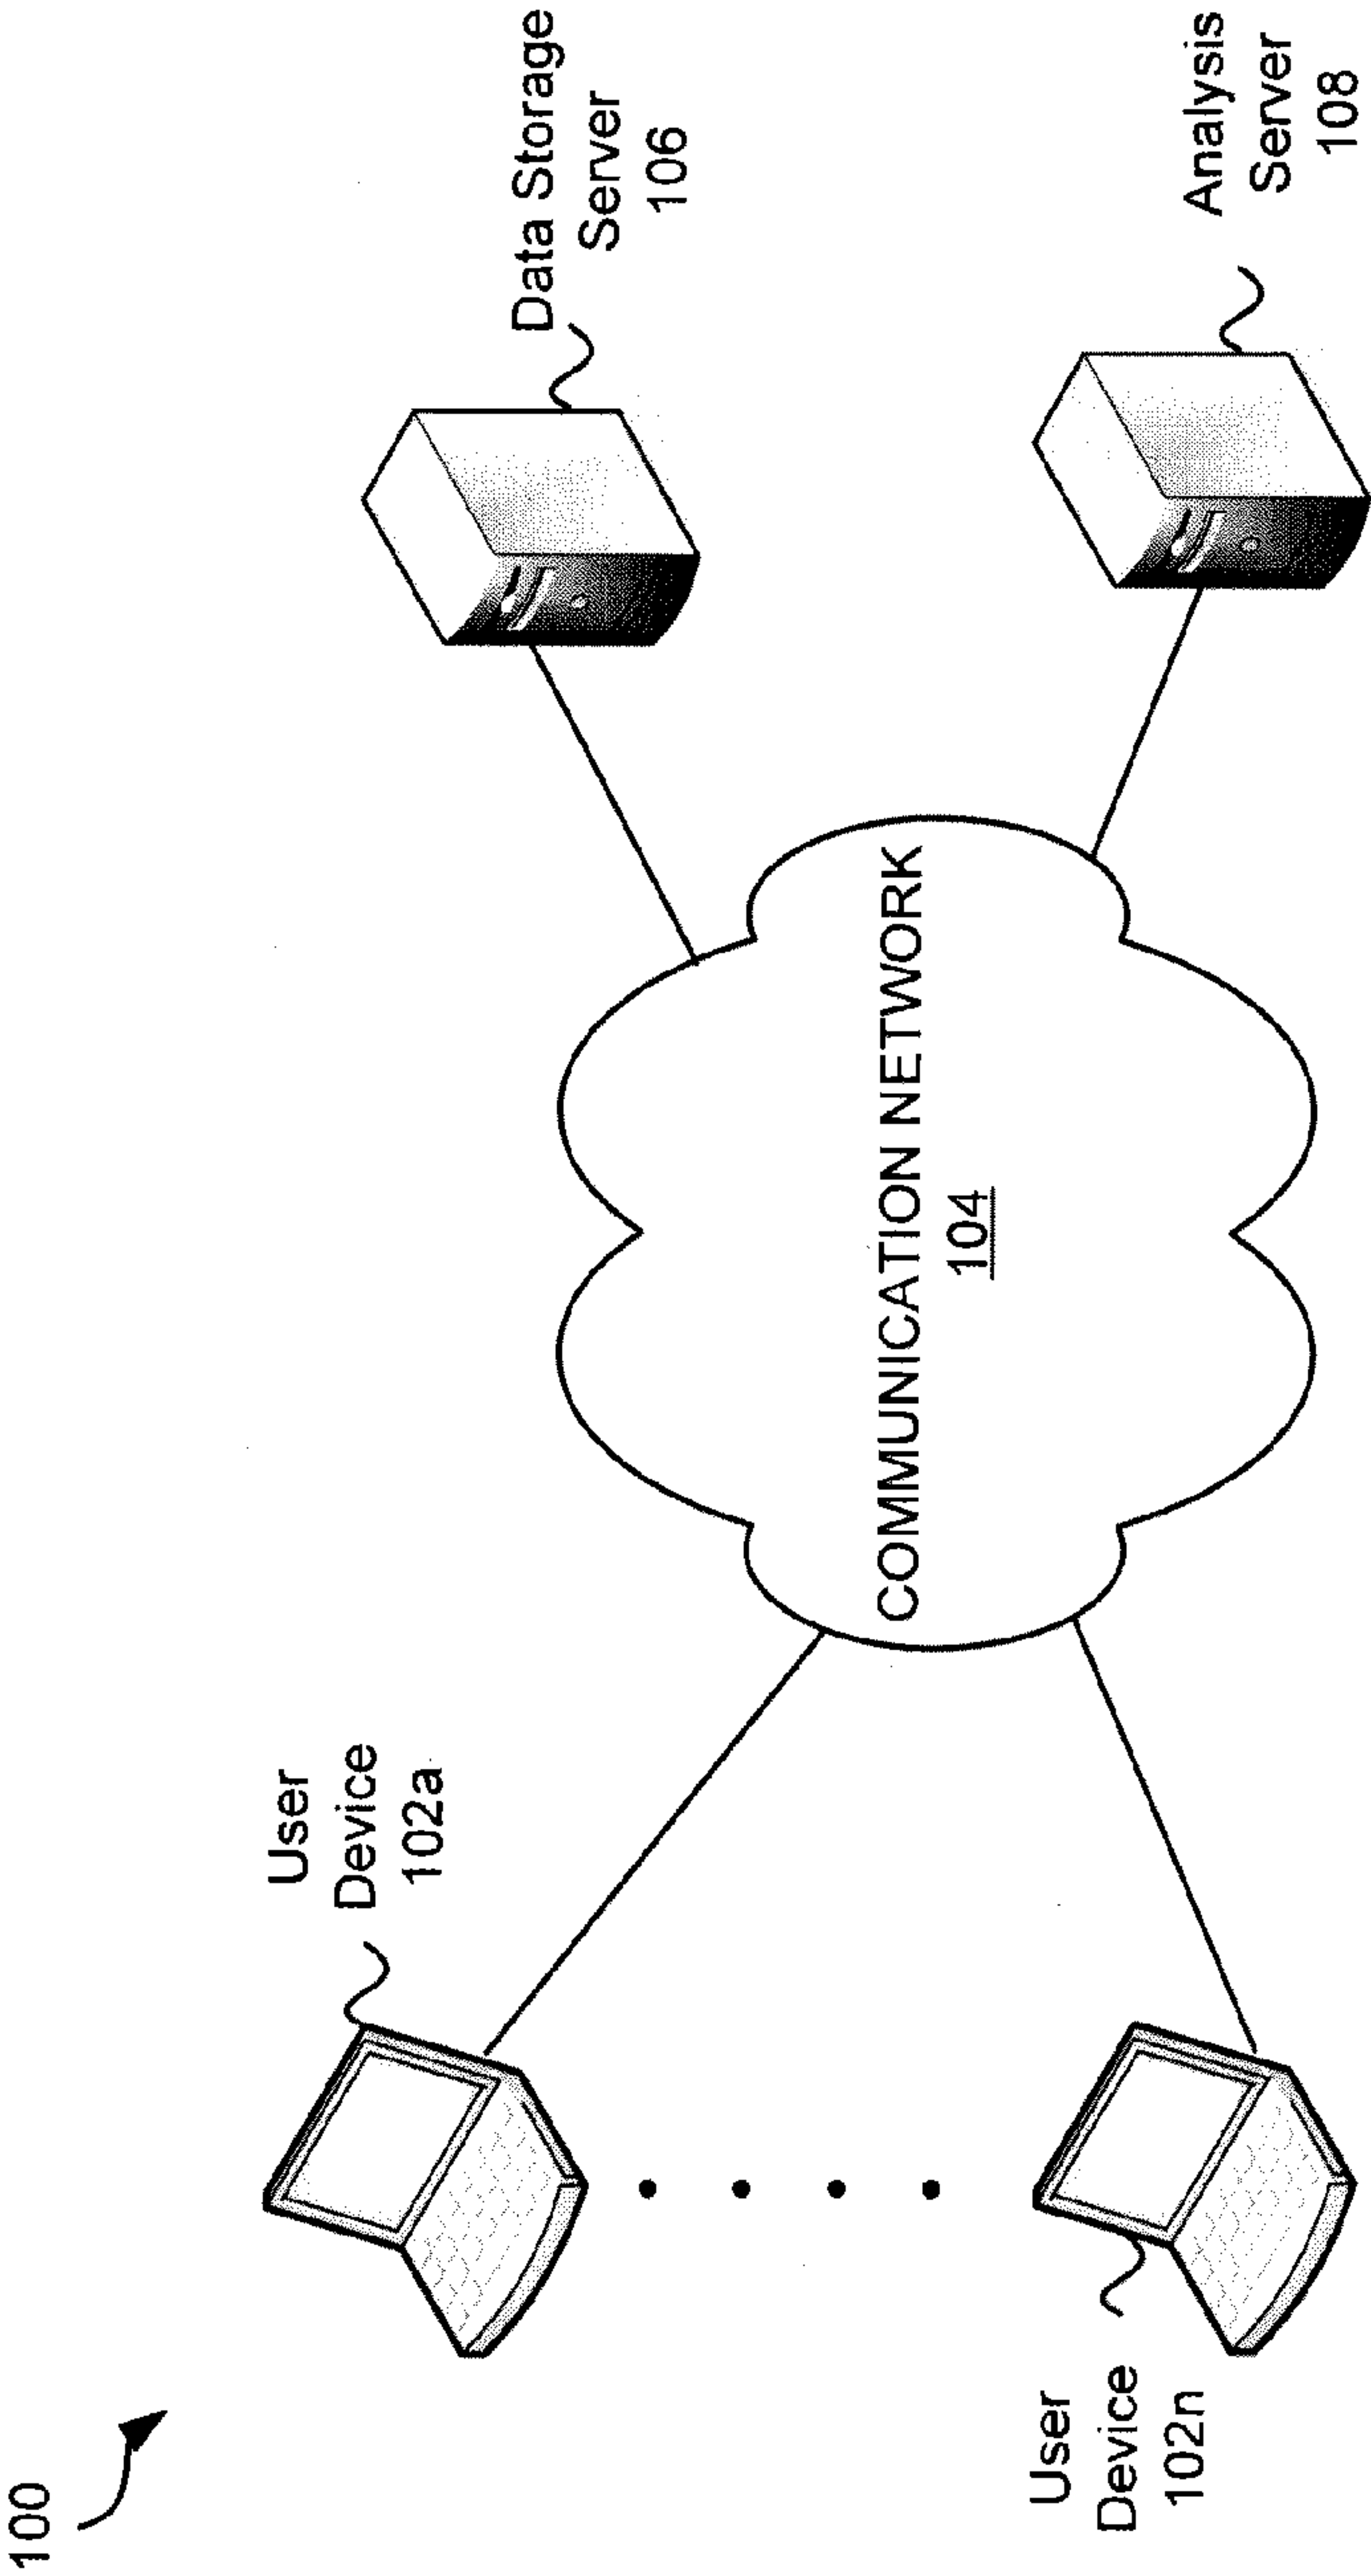 100
User
Device
102a
User
Device
102n
COMMUNICATION NETWORK
104
Data Storage
Server
106
Analysis
Server
108